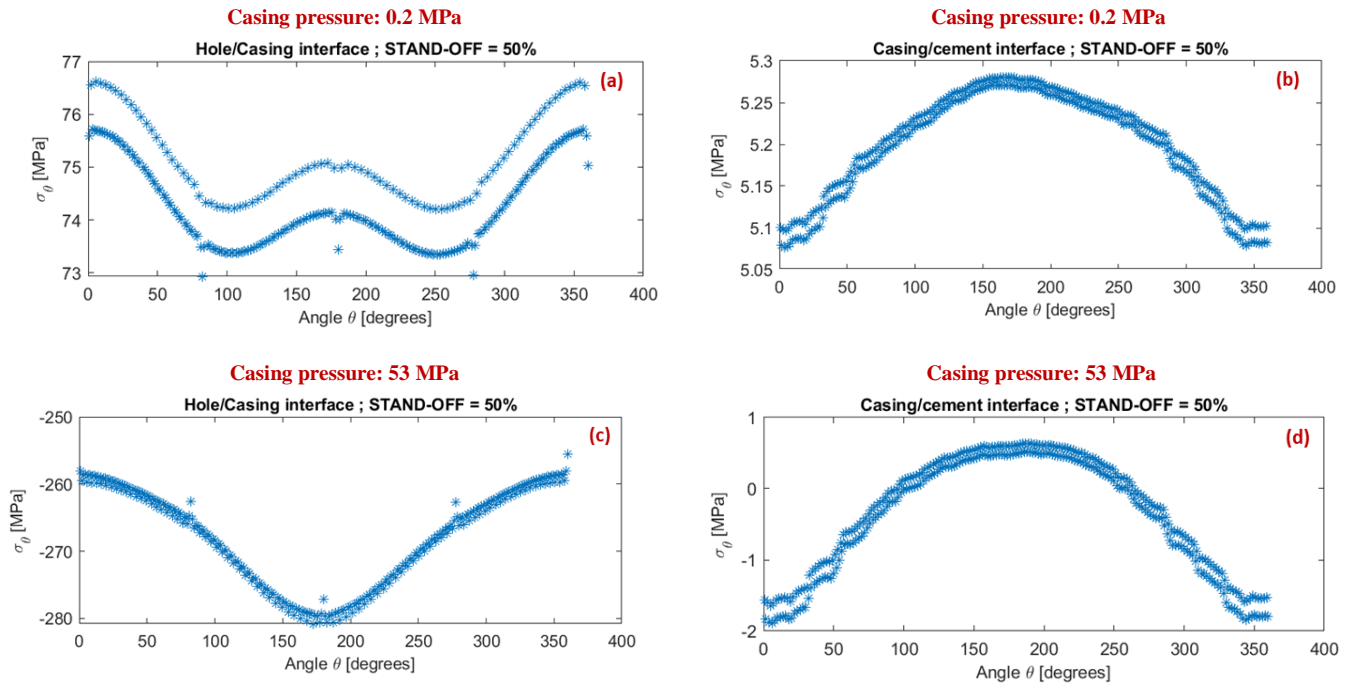 Casing pressure: 0.2 MPa
Hole/Casing interface ; STAND-OFF = 50%
(a)
77
76
75
74
73
σθ [MPa]
0 50 100 150 200 250 300 350 400
Angle θ [degrees]
Casing pressure: 0.2 MPa
Casing/cement interface ; STAND-OFF = 50%
(b)
5.3
5.25
5.2
5.15
5.1
5.05
σθ [MPa]
0 50 100 150 200 250 300 350 400
Angle θ [degrees]
Casing pressure: 53 MPa
Hole/Casing interface ; STAND-OFF = 50%
(c)
-250
-260
-270
-280
σθ [MPa]
0 50 100 150 200 250 300 350 400
Angle θ [degrees]
Casing pressure: 53 MPa
Casing/cement interface ; STAND-OFF = 50%
(d)
1
0
-1
-2
σθ [MPa]
0 50 100 150 200 250 300 350 400
Angle θ [degrees]